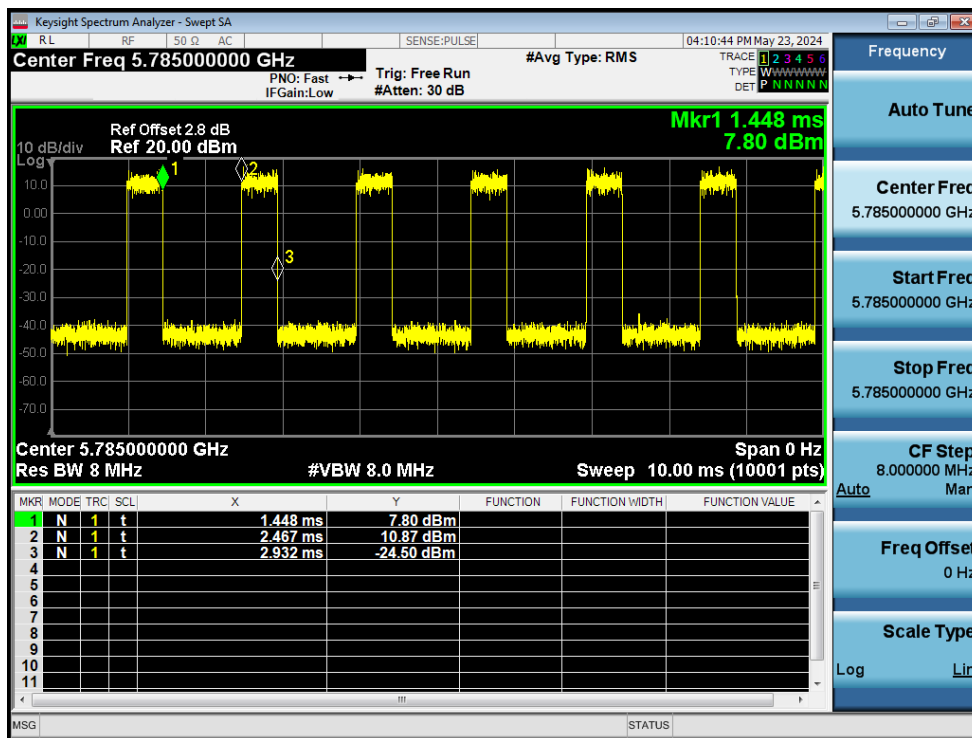 Keysight Spectrum Analyzer - Swept SA
LXI RL RF 50 Ω AC SENSE:PULSE 04:10:44 PM May 23, 2024
Center Freq 5.785000000 GHz
PNO: Fast
IFGain:Low
Trig: Free Run
#Atten: 30 dB
#Avg Type: RMS
TRACE 1 2 3 4 5 6
TYPE WWWWWW
DET P N N N N N
Mkr1 1.448 ms
7.80 dBm
Ref Offset 2.8 dB
10 dB/div Ref 20.00 dBm
Log
1
2
3
10.0
0.00
-10.0
-20.0
-30.0
-40.0
-50.0
-60.0
-70.0
Center 5.785000000 GHz Span 0 Hz
Res BW 8 MHz #VBW 8.0 MHz Sweep 10.00 ms (10001 pts)
MKR MODE TRC SCL X Y FUNCTION FUNCTION WIDTH FUNCTION VALUE
1 N 1 t 1.448 ms 7.80 dBm
2 N 1 t 2.467 ms 10.87 dBm
3 N 1 t 2.932 ms -24.50 dBm
4
5
6
7
8
9
10
11
MSG STATUS
Frequency
Auto Tune
Center Freq
5.785000000 GHz
Start Freq
5.785000000 GHz
Stop Freq
5.785000000 GHz
CF Step
8.000000 MHz
Auto Man
Freq Offset
0 Hz
Scale Type
Log Lin